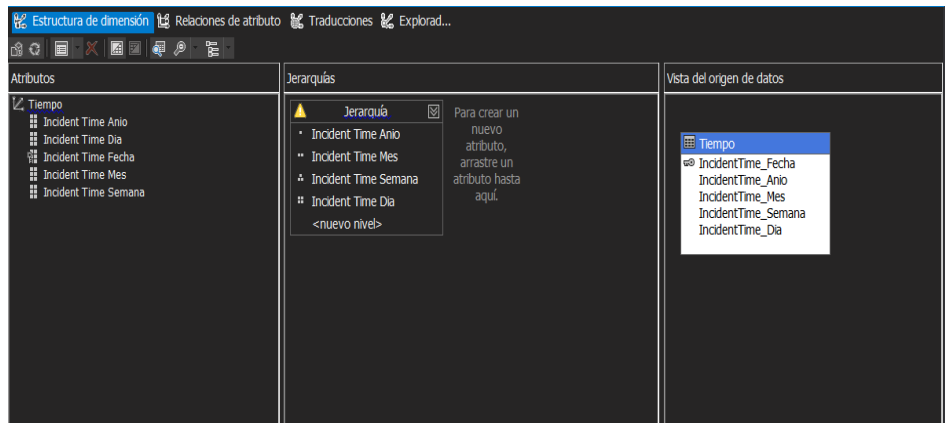 Estructura de dimensión Relaciones de atributo Traducciones Explorad...
Atributos
Tiempo
Incident Time Anio
Incident Time Dia
Incident Time Fecha
Incident Time Mes
Incident Time Semana
Jerarquías
Jerarquía
Incident Time Anio
Incident Time Mes
Incident Time Semana
Incident Time Dia
<nuevo nivel>
Para crear un
nuevo
atributo,
arrastre un
atributo hasta
aquí.
Vista del origen de datos
Tiempo
IncidentTime_Fecha
IncidentTime_Anio
IncidentTime_Mes
IncidentTime_Semana
IncidentTime_Dia